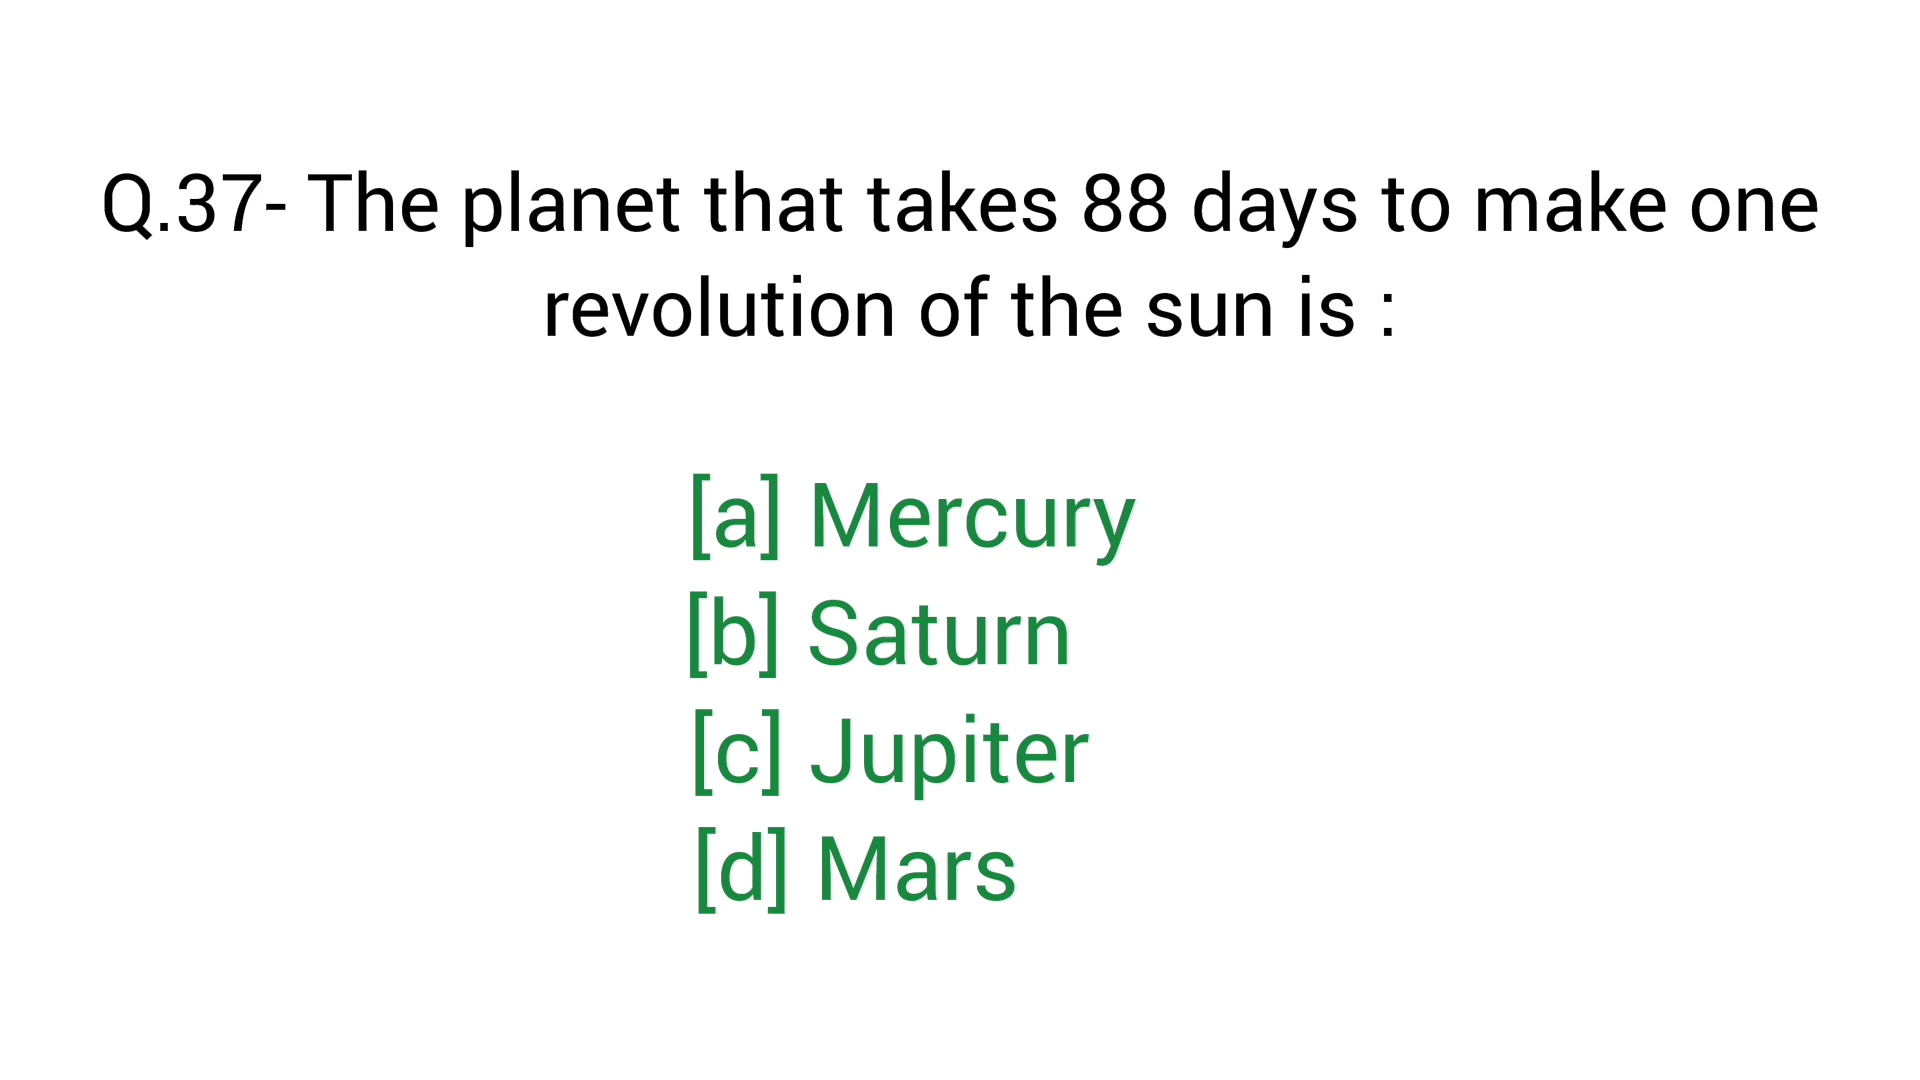 Q.37- The planet that takes 88 days to make one
revolution of the sun is :
[a] Mercury
[b] Saturn
[c] Jupiter
[d] Mars